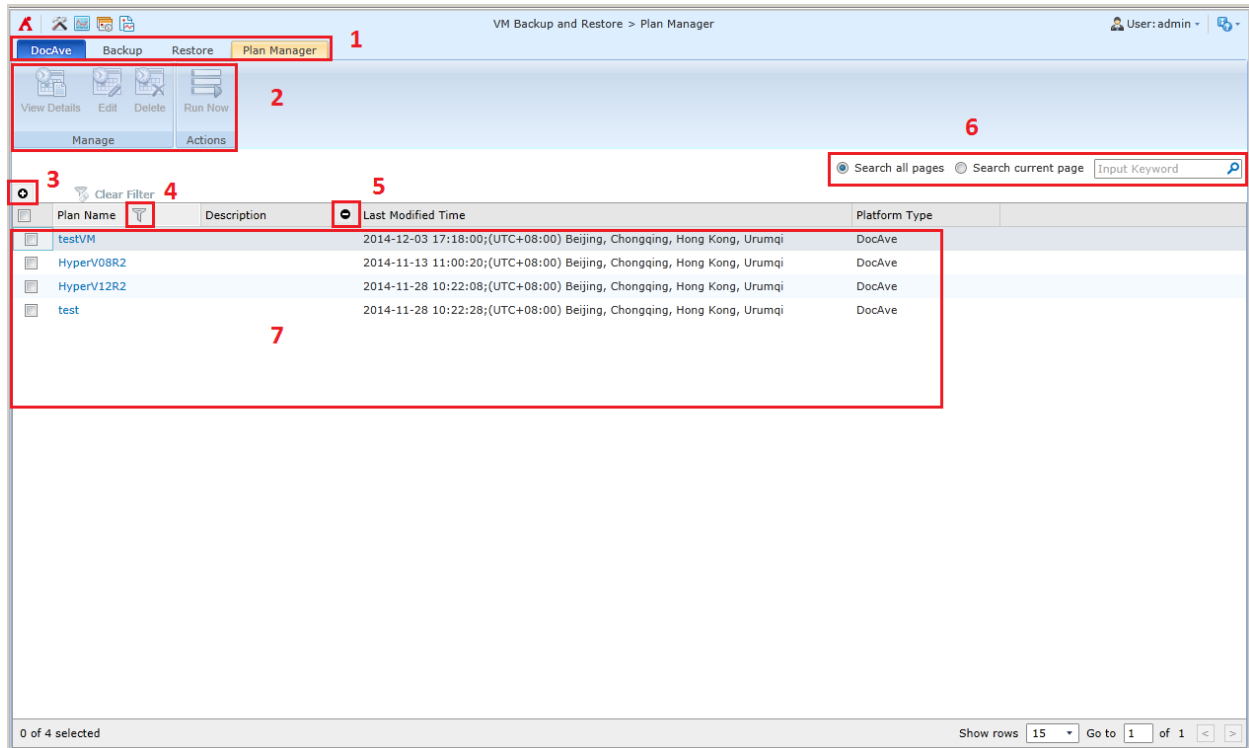 VM Backup and Restore > Plan Manager
User: admin
DocAve Backup Restore Plan Manager 1
View Details Edit Delete Run Now 2
Manage Actions
6
Search all pages Search current page Input Keyword
3 Clear Filter 4 5
Plan Name Description Last Modified Time Platform Type
testVM 2014-12-03 17:18:00;(UTC+08:00) Beijing, Chongqing, Hong Kong, Urumqi DocAve
HyperV08R2 2014-11-13 11:00:20;(UTC+08:00) Beijing, Chongqing, Hong Kong, Urumqi DocAve
HyperV12R2 2014-11-28 10:22:08;(UTC+08:00) Beijing, Chongqing, Hong Kong, Urumqi DocAve
test 2014-11-28 10:22:28;(UTC+08:00) Beijing, Chongqing, Hong Kong, Urumqi DocAve
7
0 of 4 selected Show rows 15 Go to 1 of 1 < >